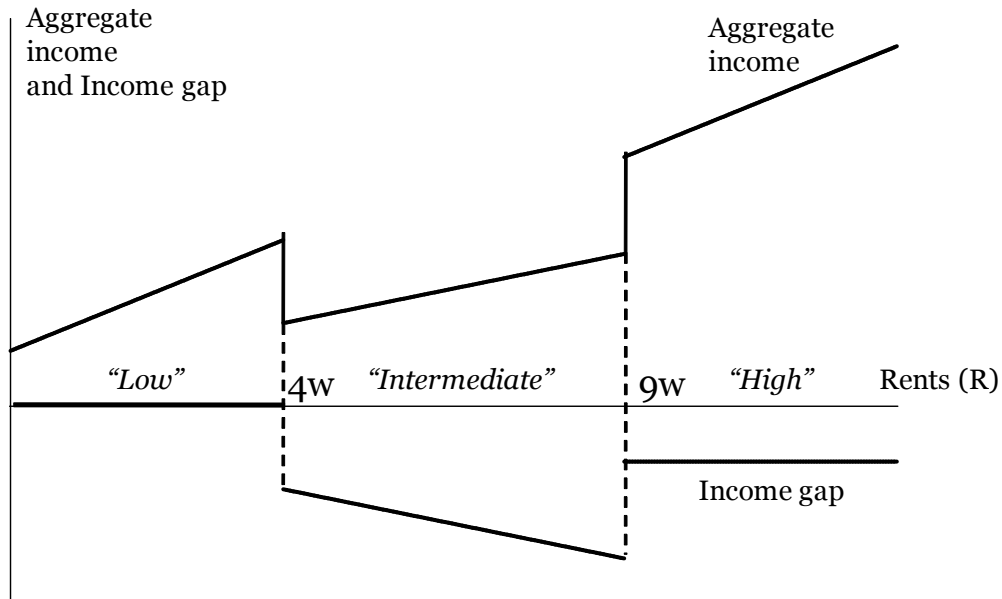 Aggregate
income
and Income gap
Aggregate
income
“Low”
4w
“Intermediate”
9w
“High”
Rents (R)
Income gap